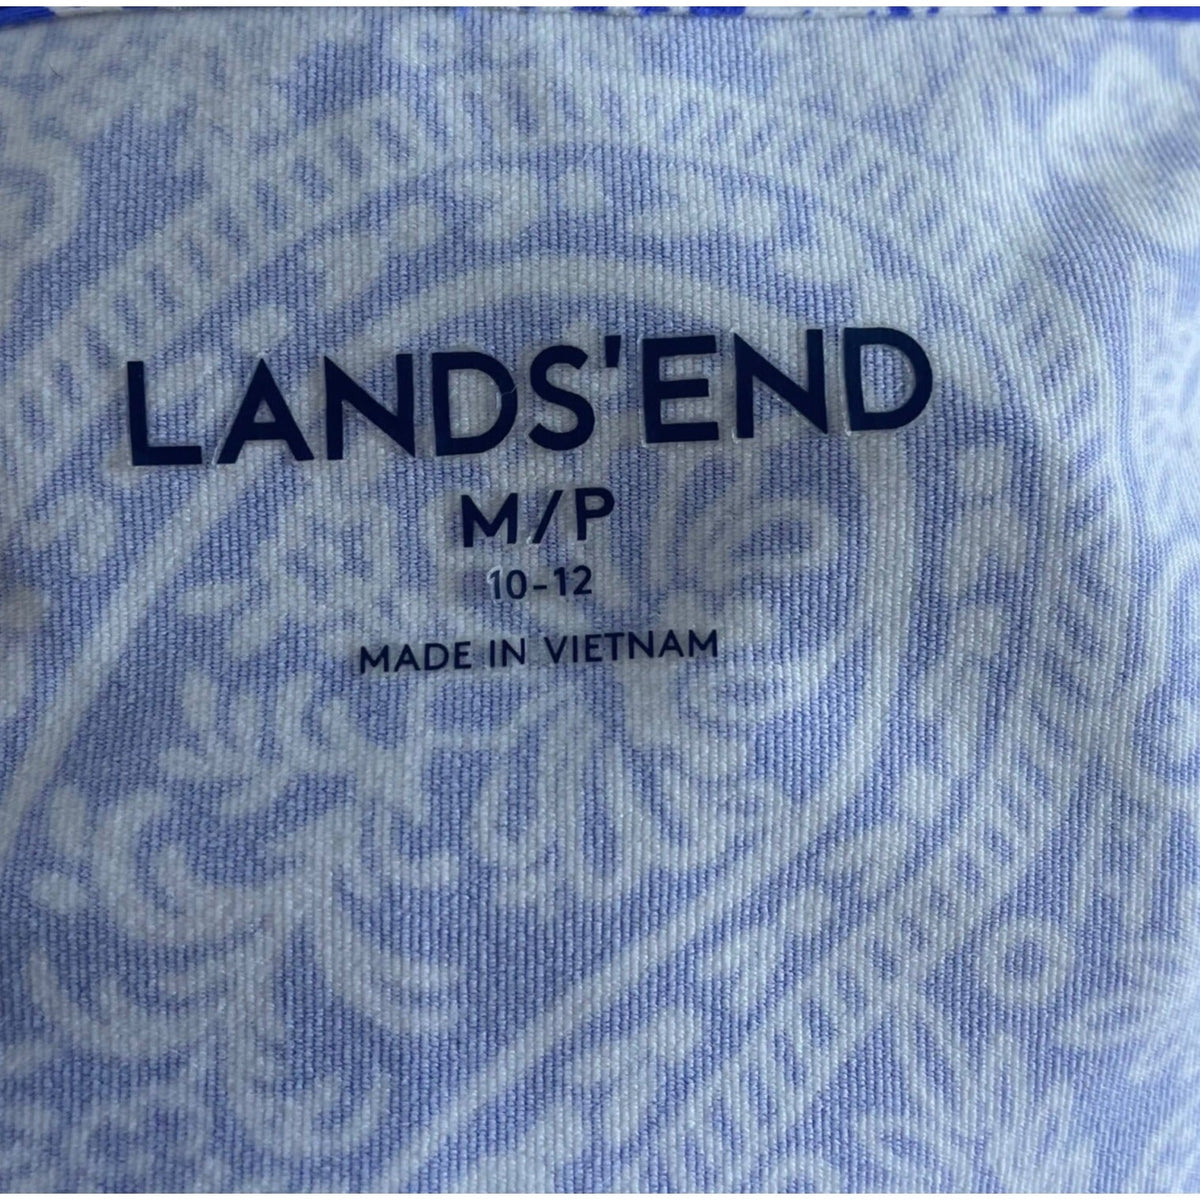 LANDS'END
M/P
10-12
MADE IN VIETNAM